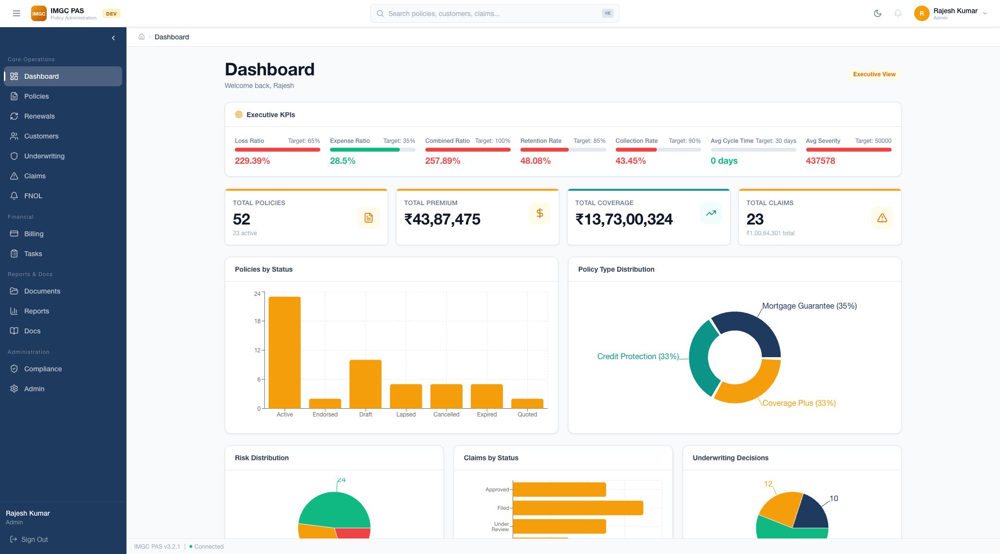 IMGC
IMGC PAS
Policy Administration
DEV
Search policies, customers, claims...
⌘K
R
Rajesh Kumar
Admin
Core Operations
Dashboard
Policies
Renewals
Customers
Underwriting
Claims
FNOL
Financial
Billing
Tasks
Reports & Docs
Documents
Reports
Docs
Administration
Compliance
Admin
Rajesh Kumar
Admin
Sign Out
Dashboard
Dashboard
Welcome back, Rajesh
Executive View
Executive KPIs
Loss Ratio Target: 65%
229.39%
Expense Ratio Target: 35%
28.5%
Combined Ratio Target: 100%
257.89%
Retention Rate Target: 85%
48.08%
Collection Rate Target: 90%
43.45%
Avg Cycle Time Target: 30 days
0 days
Avg Severity Target: 50000
437578
TOTAL POLICIES
52
23 active
TOTAL PREMIUM
₹43,87,475
TOTAL COVERAGE
₹13,73,00,324
TOTAL CLAIMS
23
₹1,00,64,301 total
Policies by Status
24
18
12
6
0
Active Endorsed Draft Lapsed Cancelled Expired Quoted
Policy Type Distribution
Mortgage Guarantee (35%)
Credit Protection (33%)
Coverage Plus (33%)
Risk Distribution
24
Claims by Status
Approved
Filed
Under
Review
Underwriting Decisions
12
10
IMGC PAS v3.2.1 | Connected